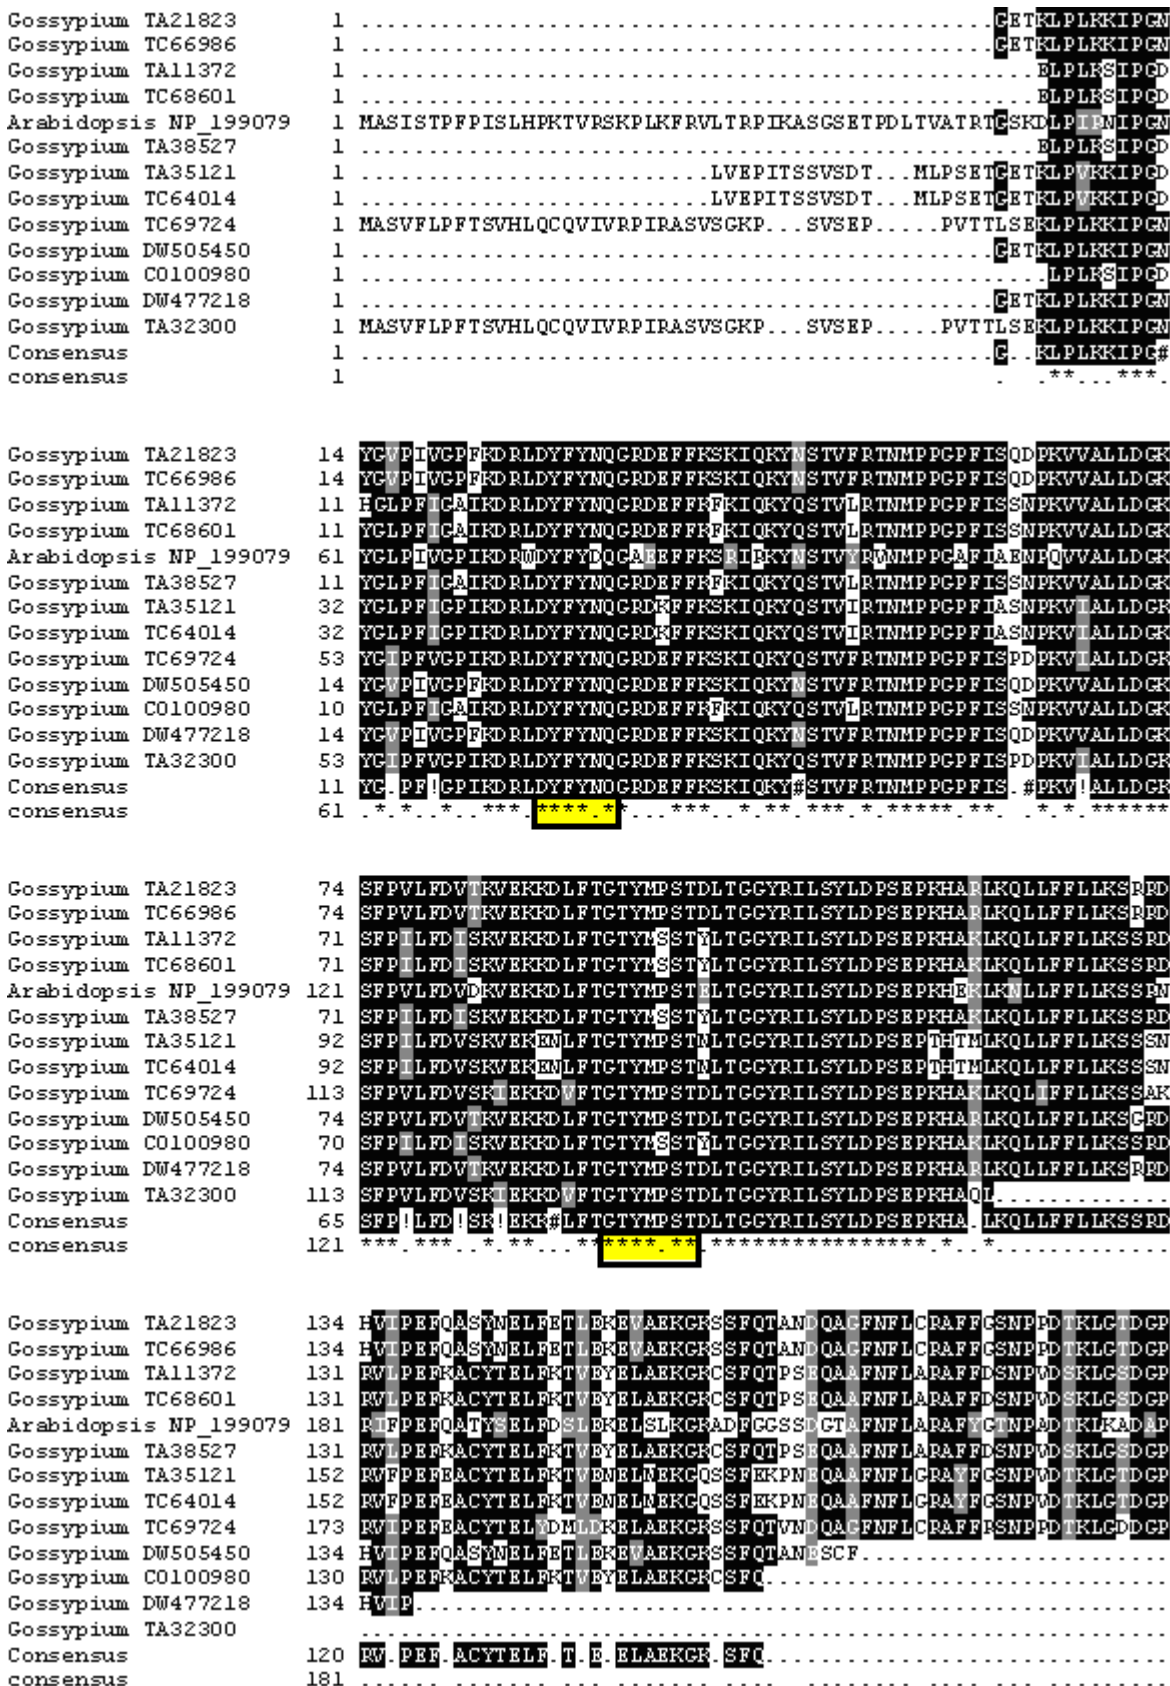 Gossypium TA21823 1 ...............................................GETKLPLKKIPGN
Gossypium TC66986 1 ...............................................GETKLPLKKIPGN
Gossypium TA11372 1 ..................................................ELPLKSIPGD
Gossypium TC68601 1 ..................................................ELPLKSIPGD
Arabidopsis NP_199079 1 MASISTPFPISLHPKTVRSKPLKFRVLTRPIKASGSETPDLTVATRTGSKDLPIRNIPGN
Gossypium TA38527 1 ..................................................ELPLKSIPGD
Gossypium TA35121 1 ..........................LVEPITSSVSDT...MLPSETGETKLPVKKIPGD
Gossypium TC64014 1 ..........................LVEPITSSVSDT...MLPSETGETKLPVKKIPGD
Gossypium TC69724 1 MASVFLPFTSVHLQCQVIVRPIRASVSGKP...SVSEP.....PVTTLSEKLPLKKIPGN
Gossypium DW505450 1 ...............................................GETKLPLKKIPGN
Gossypium CO100980 1 ...................................................LPLKSIPGD
Gossypium DW477218 1 ...............................................GETKLPLKKIPGN
Gossypium TA32300 1 MASVFLPFTSVHLQCQVIVRPIRASVSGKP...SVSEP.....PVTTLSEKLPLKKIPGN
Consensus 1 ...............................................G..KLPLKKIPG#
consensus 1 .  .**...***.
Gossypium TA21823 14 YGVPIVGPFKDRLDYFYNQGRDEFFKSKIQKYNSTVFRTNMPPGPFISQDPKVVALLDGK
Gossypium TC66986 14 YGVPIVGPFKDRLDYFYNQGRDEFFKSKIQKYNSTVFRTNMPPGPFISQDPKVVALLDGK
Gossypium TA11372 11 HGLPFIGAIKDRLDYFYNQGRDEFFKFKIQKYQSTVLRTNMPPGPFISSNPKVVALLDGK
Gossypium TC68601 11 YGLPFIGAIKDRLDYFYNQGRDEFFKFKIQKYQSTVLRTNMPPGPFISSNPKVVALLDGK
Arabidopsis NP_199079 61 YGLPIVGPIKDRWDYFYDQGAEEFFKSRIRKYNSTVYRVNMPPGAFIAENPQVVALLDGK
Gossypium TA38527 11 YGLPFIGAIKDRLDYFYNQGRDEFFKFKIQKYQSTVLRTNMPPGPFISSNPKVVALLDGK
Gossypium TA35121 32 YGLPFIGPIKDRLDYFYNQGRDKFFKSKIQKYQSTVIRTNMPPGPFIASNPKVIALLDGK
Gossypium TC64014 32 YGLPFIGPIKDRLDYFYNQGRDKFFKSKIQKYQSTVIRTNMPPGPFIASNPKVIALLDGK
Gossypium TC69724 53 YGIPFVGPIKDRLDYFYNQGRDEFFKSKIQKYQSTVFRTNMPPGPFISPDPKVIALLDGK
Gossypium DW505450 14 YGVPIVGPFKDRLDYFYNQGRDEFFKSKIQKYNSTVFRTNMPPGPFISQDPKVVALLDGK
Gossypium CO100980 10 YGLPFIGAIKDRLDYFYNQGRDEFFKFKIQKYQSTVLRTNMPPGPFISSNPKVVALLDGK
Gossypium DW477218 14 YGVPIVGPFKDRLDYFYNQGRDEFFKSKIQKYNSTVFRTNMPPGPFISQDPKVVALLDGK
Gossypium TA32300 53 YGIPFVGPIKDRLDYFYNQGRDEFFKSKIQKYQSTVFRTNMPPGPFISPDPKVIALLDGK
Consensus 11 YG.PF!GPIKDRLDYFYNQGRDEFFKSKIQKY#STVFRTNMPPGPFIS.#PKV!ALLDGK
consensus 61 .*.*..*..***.****.**...***..*.**.***.*.*****.**...*.*.******
Gossypium TA21823 74 SFPVLFDVTKVEKKDLFTGTYMPSTDLTGGYRILSYLDPSEPKHARLKQLLFFLLKSRRD
Gossypium TC66986 74 SFPVLFDVTKVEKKDLFTGTYMPSTDLTGGYRILSYLDPSEPKHARLKQLLFFLLKSRRD
Gossypium TA11372 71 SFPILFDISKVEKKDLFTGTYMSSTYLTGGYRILSYLDPSEPKHAKLKQLLFFLLKSSRD
Gossypium TC68601 71 SFPILFDISKVEKKDLFTGTYMSSTYLTGGYRILSYLDPSEPKHAKLKQLLFFLLKSSRD
Arabidopsis NP_199079 121 SFPVLFDVDKVEKKDLFTGTYMPSTELTGGYRILSYLDPSEPKHEKLKNLLFFLLKSSRN
Gossypium TA38527 71 SFPILFDISKVEKKDLFTGTYMSSTYLTGGYRILSYLDPSEPKHAKLKQLLFFLLKSSRD
Gossypium TA35121 92 SFPILFDVSKVEKENLFTGTYMPSTNLTGGYRILSYLDPSEPTHTMLKQLLFFLLKSSSN
Gossypium TC64014 92 SFPILFDVSKVEKENLFTGTYMPSTNLTGGYRILSYLDPSEPTHTMLKQLLFFLLKSSSN
Gossypium TC69724 113 SFPVLFDVSKIEKKDVFTGTYMPSTDLTGGYRILSYLDPSEPKHAKLKQLIFFLLKSSAK
Gossypium DW505450 74 SFPVLFDVTKVEKKDLFTGTYMPSTDLTGGYRILSYLDPSEPKHARLKQLLFFLLKSGRD
Gossypium CO100980 70 SFPILFDISKVEKKDLFTGTYMSSTYLTGGYRILSYLDPSEPKHAKLKQLLFFLLKSSRD
Gossypium DW477218 74 SFPVLFDVTKVEKKDLFTGTYMPSTDLTGGYRILSYLDPSEPKHARLKQLLFFLLKSRRD
Gossypium TA32300 113 SFPVLFDVSKIEKKDVFTGTYMPSTDLTGGYRILSYLDPSEPKHAQL.............
Consensus 65 SFP!LFD!SK!EKK#LFTGTYMPSTDLTGGYRILSYLDPSEPKHA.LKQLLFFLLKSSRD
consensus 121 ***.***..*.**...******.**.****************.*..*.............
Gossypium TA21823 134 HVIPEFQASYNELFETLEKEVAEKGKSSFQTANDQAGFNFLCRAFFGSNPPDTKLGTDGP
Gossypium TC66986 134 HVIPEFQASYNELFETLEKEVAEKGKSSFQTANDQAGFNFLCRAFFGSNPPDTKLGTDGP
Gossypium TA11372 131 RVLPEFKACYTELFKTVEYELAEKGKCSFQTPSEQAAFNFLARAFFDSNPVDSKLGSDGP
Gossypium TC68601 131 RVLPEFKACYTELFKTVEYELAEKGKCSFQTPSEQAAFNFLARAFFDSNPVDSKLGSDGP
Arabidopsis NP_199079 181 RIFPEFQATYSELFDSLEKELSLKGKADFGGSSDGTAFNFLARAFYGTNPADTKLKADAP
Gossypium TA38527 131 RVLPEFKACYTELFKTVEYELAEKGKCSFQTPSEQAAFNFLARAFFDSNPVDSKLGSDGP
Gossypium TA35121 152 RVFPEFEACYTELFKTVENELNEKGQSSFEKPNEQAAFNFLGRAYFGSNPVDTKLGTDGP
Gossypium TC64014 152 RVFPEFEACYTELFKTVENELNEKGQSSFEKPNEQAAFNFLGRAYFGSNPVDTKLGTDGP
Gossypium TC69724 173 RVIPEFEACYTELYDMLDKELAEKGKSSFQTVNDQAGFNFLCRAFFRSNPPDTKLGDDGP
Gossypium DW505450 134 HVIPEFQASYNELFETLEKEVAEKGKSSFQTANESCF.......................
Gossypium CO100980 130 RVLPEFKACYTELFKTVEYELAEKGKCSFQ..............................
Gossypium DW477218 134 HVIP........................................................
Gossypium TA32300 ............................................................
Consensus 120 RV.PEF.ACYTELF.T.E.ELAEKGK.SFQ..............................
consensus 181 ............................................................